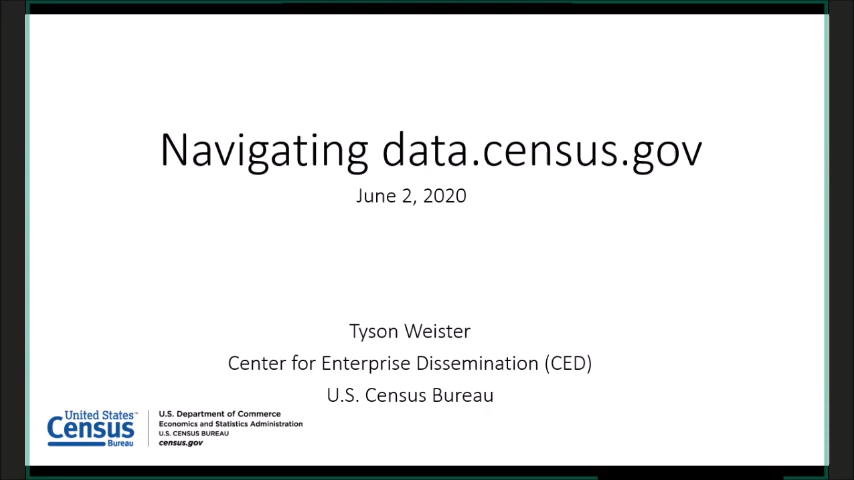 Navigating data.census.gov
June 2, 2020
Tyson Weister
Center for Enterprise Dissemination (CED)
U.S. Census Bureau
United States™
Census
Bureau
U.S. Department of Commerce
Economics and Statistics Administration
U.S. CENSUS BUREAU
census.gov